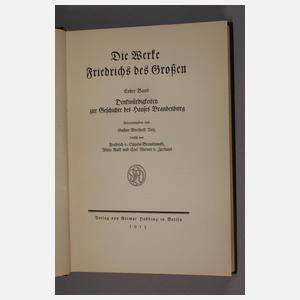 Die Werke
Friedrichs des Großen
Erster Band
Denkwürdigkeiten
zur Geschichte des Hauses Brandenburg
Herausgegeben von
Gustav Berthold Volz
deutsch von
Friedrich v. Oppeln-Bronikowski,
Willy Rath und Carl Werner v. Jordans
Verlag von Reimar Hobbing in Berlin
1913